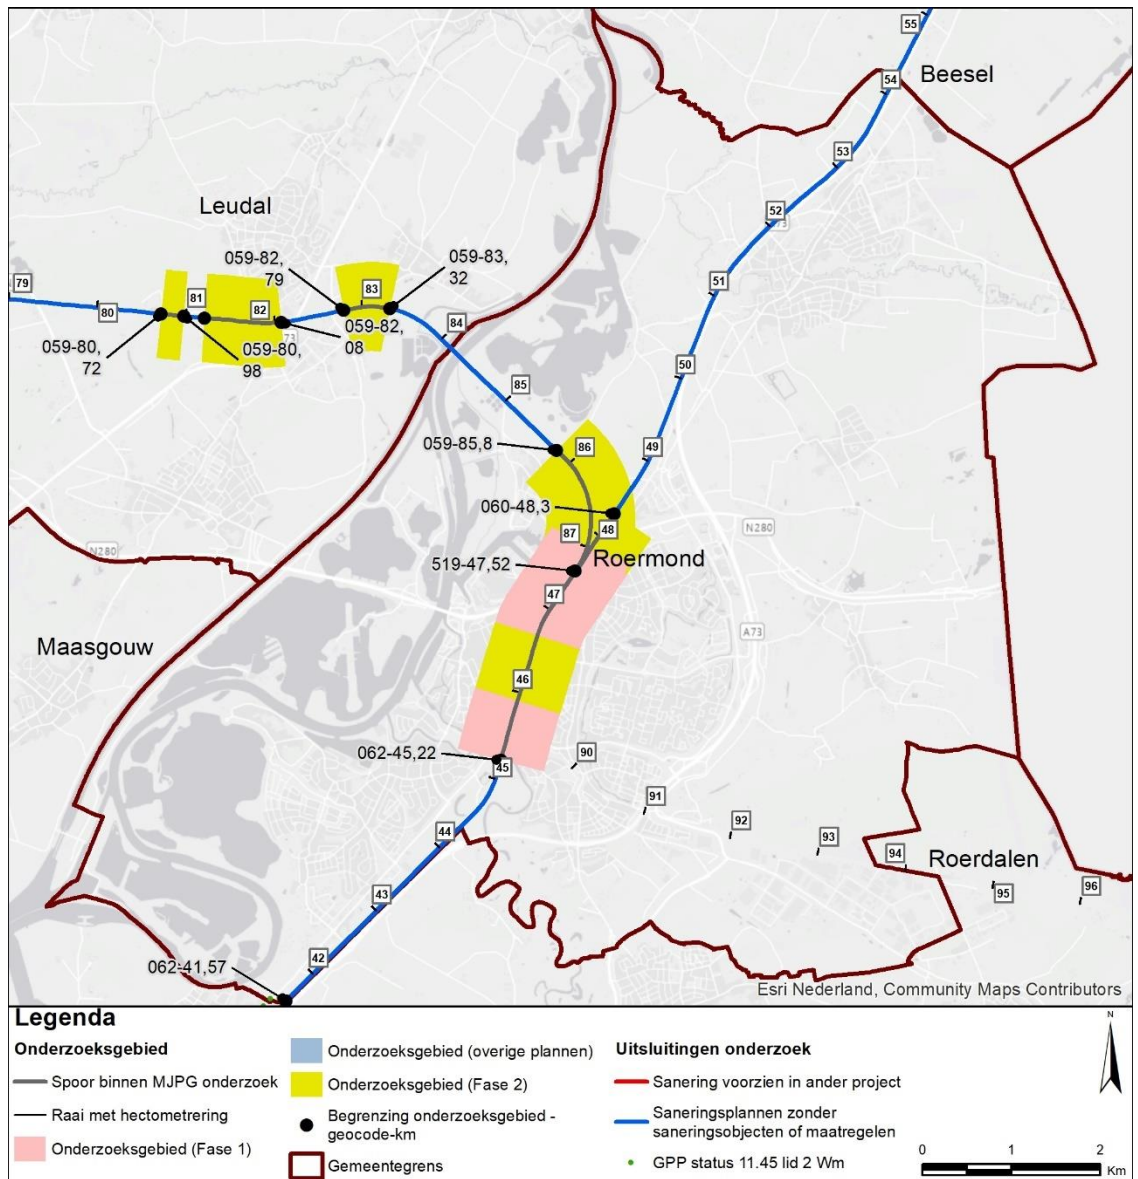 55
54
Beesel
53
Leudal
52
059-82,
79
059-83,
32
51
79
80
81
82
83
84
73
059-80,
72
059-80,
98
059-82,
08
50
85
059-85,8
86
49
060-48,3
87
48
N280
N280
519-47,52
Roermond
47
A73
Maasgouw
46
062-45,22
45
90
91
92
93
44
94
Roerdalen
95
96
43
42
062-41,57
Esri Nederland, Community Maps Contributors
Legenda
Onderzoeksgebied
Spoor binnen MJPG onderzoek
Raai met hectometrering
Onderzoeksgebied (Fase 1)
Onderzoeksgebied (overige plannen)
Onderzoeksgebied (Fase 2)
Begrenzing onderzoeksgebied -
geocode-km
Gemeentegrens
Uitsluitingen onderzoek
Sanering voorzien in ander project
Saneringsplannen zonder
saneringsobjecten of maatregelen
GPP status 11.45 lid 2 Wm
N
0 1 2
Km